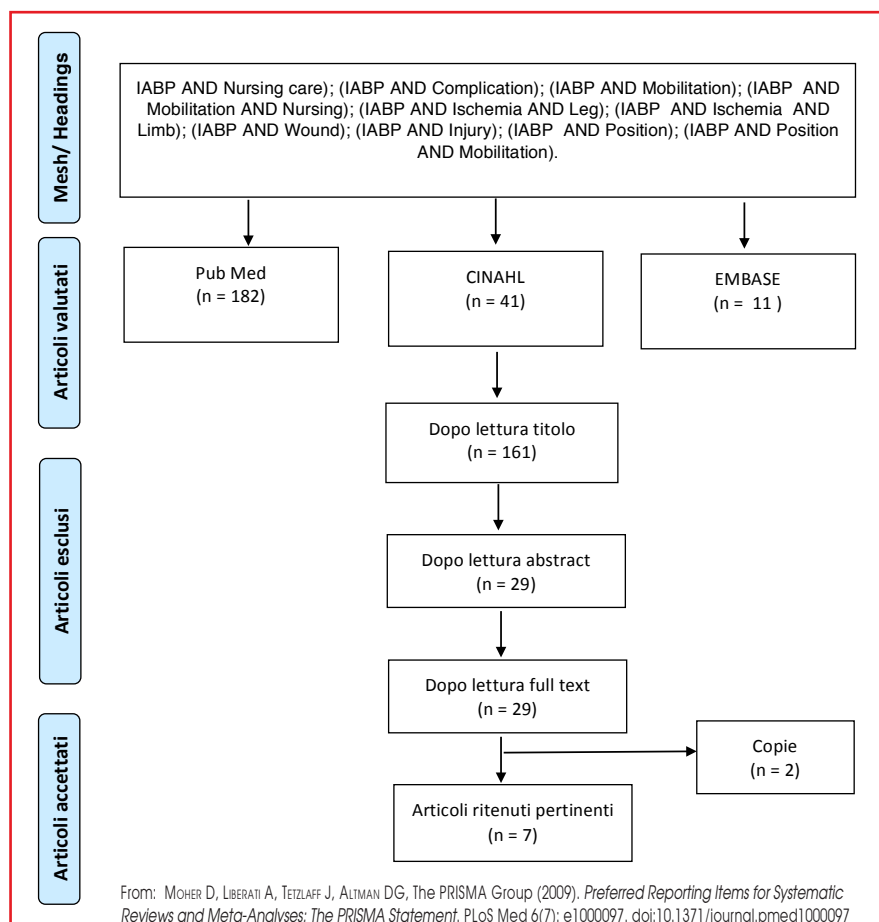 Mesh/ Headings
IABP AND Nursing care); (IABP AND Complication); (IABP AND Mobilitation); (IABP AND
Mobilitation AND Nursing); (IABP AND Ischemia AND Leg); (IABP AND Ischemia AND
Limb); (IABP AND Wound); (IABP AND Injury); (IABP AND Position); (IABP AND Position
AND Mobilitation).
Articoli valutati
Pub Med
(n = 182)
CINAHL
(n = 41)
EMBASE
(n = 11 )
Dopo lettura titolo
(n = 161)
Articoli esclusi
Dopo lettura abstract
(n = 29)
Dopo lettura full text
(n = 29)
Articoli accettati
Copie
(n = 2)
Articoli ritenuti pertinenti
(n = 7)
From: MOHER D, LIBERATI A, TETZLAFF J, ALTMAN DG, The PRISMA Group (2009). Preferred Reporting Items for Systematic
Reviews and Meta-Analyses: The PRISMA Statement. PLoS Med 6(7): e1000097. doi:10.1371/journal.pmed1000097